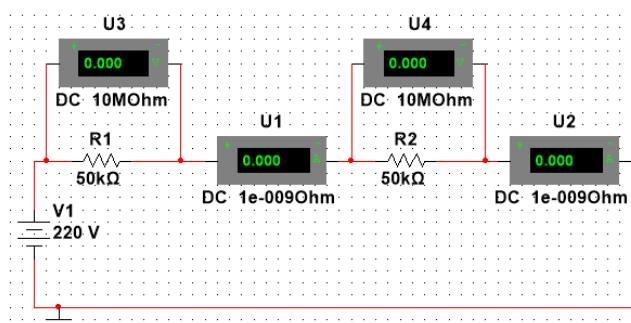 U3
U4
+ -
0.000 V
DC 10MOhm
+ -
0.000 V
DC 10MOhm
R1
50kΩ
U1
+ -
0.000 A
DC 1e-009Ohm
R2
50kΩ
U2
+ -
0.000 A
DC 1e-009Ohm
V1
220 V